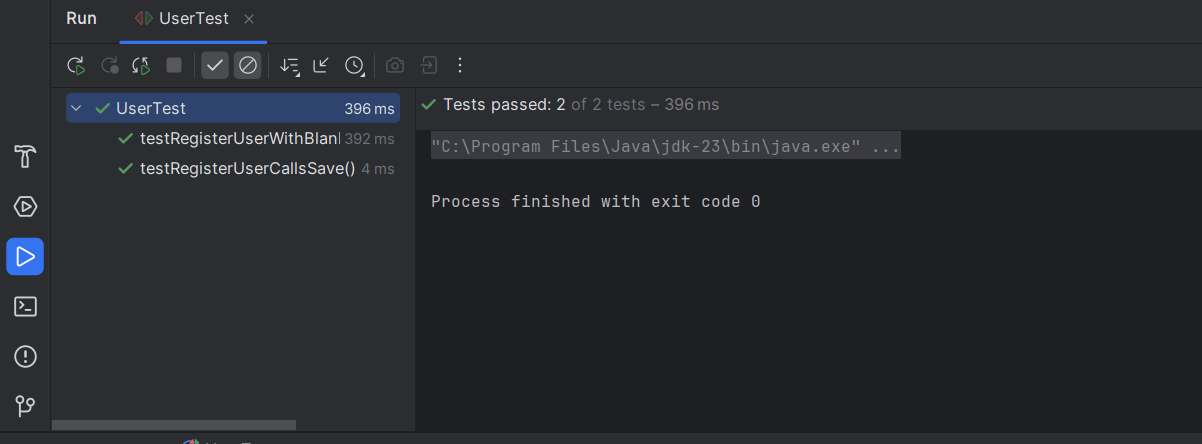 Run UserTest
UserTest 396 ms
testRegisterUserWithBlan 392 ms
testRegisterUserCallsSave() 4 ms
Tests passed: 2 of 2 tests – 396 ms
"C:\Program Files\Java\jdk-23\bin\java.exe" ...
Process finished with exit code 0